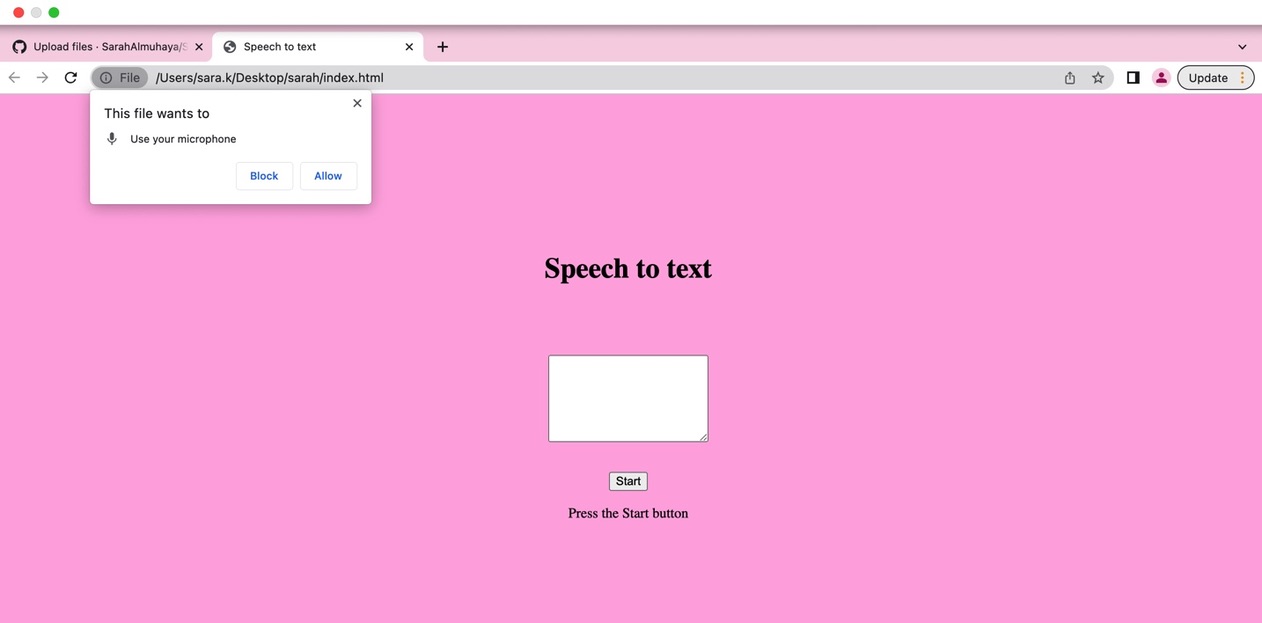 Upload files · SarahAlmuhaya/S
Speech to text
File
/Users/sara.k/Desktop/sarah/index.html
Update
This file wants to
Use your microphone
Block
Allow
Speech to text
Start
Press the Start button